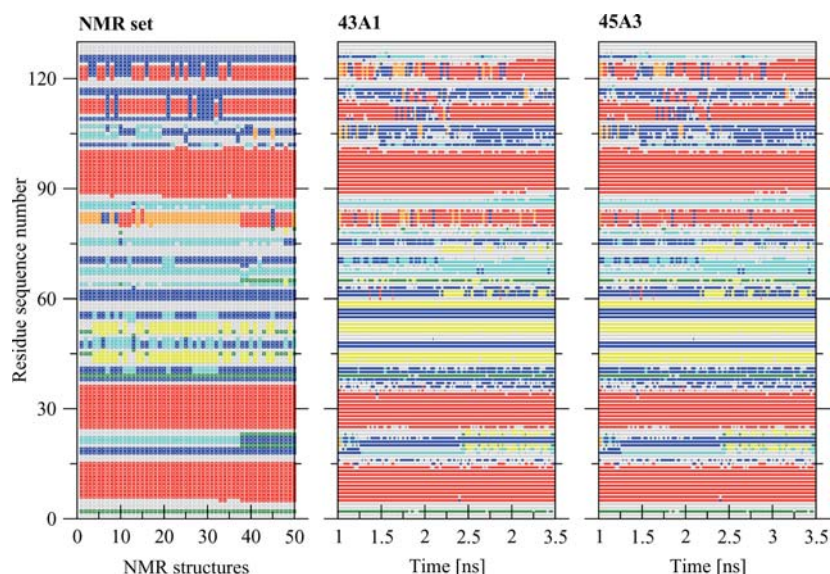 NMR set
43A1
45A3
Residue sequence number
120
90
60
30
0
0 10 20 30 40 50
1 1.5 2 2.5 2 3.5
1 1.5 2 2.5 3 3.5
NMR structures
Time [ns]
Time [ns]